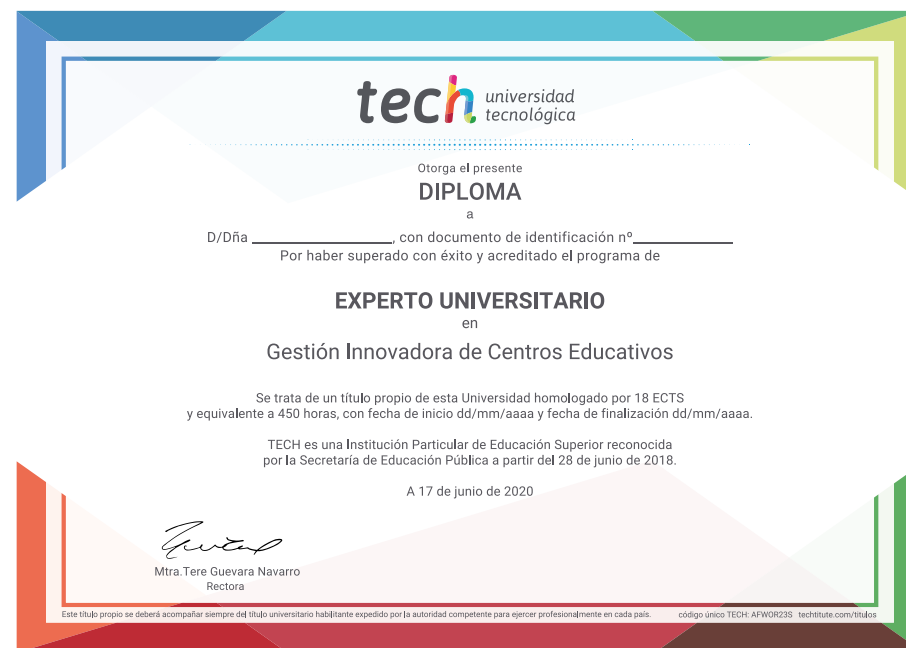 tech universidad
tecnológica
Otorga el presente
DIPLOMA
a
D/Dña ____________________, con documento de identificación nº______________
Por haber superado con éxito y acreditado el programa de
EXPERTO UNIVERSITARIO
en
Gestión Innovadora de Centros Educativos
Se trata de un título propio de esta Universidad homologado por 18 ECTS
y equivalente a 450 horas, con fecha de inicio dd/mm/aaaa y fecha de finalización dd/mm/aaaa.
TECH es una Institución Particular de Educación Superior reconocida
por la Secretaría de Educación Pública a partir del 28 de junio de 2018.
A 17 de junio de 2020
Mtra.Tere Guevara Navarro
Rectora
Este título propio se deberá acompañar siempre del título universitario habilitante expedido por la autoridad competente para ejercer profesionalmente en cada país. código único TECH: AFWOR23S techtitute.com/titulos